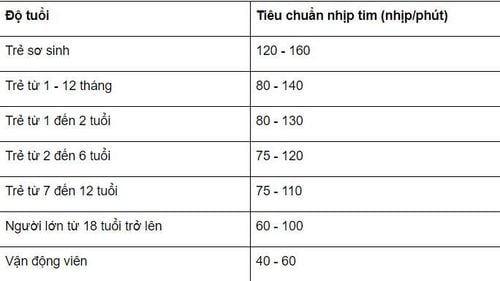 Độ tuổi Tiêu chuẩn nhịp tim (nhịp/phút)
Trẻ sơ sinh 120 - 160
Trẻ từ 1 - 12 tháng 80 - 140
Trẻ từ 1 đến 2 tuổi 80 - 130
Trẻ từ 2 đến 6 tuổi 75 - 120
Trẻ từ 7 đến 12 tuổi 75 - 110
Người lớn từ 18 tuổi trở lên 60 - 100
Vận động viên 40 - 60